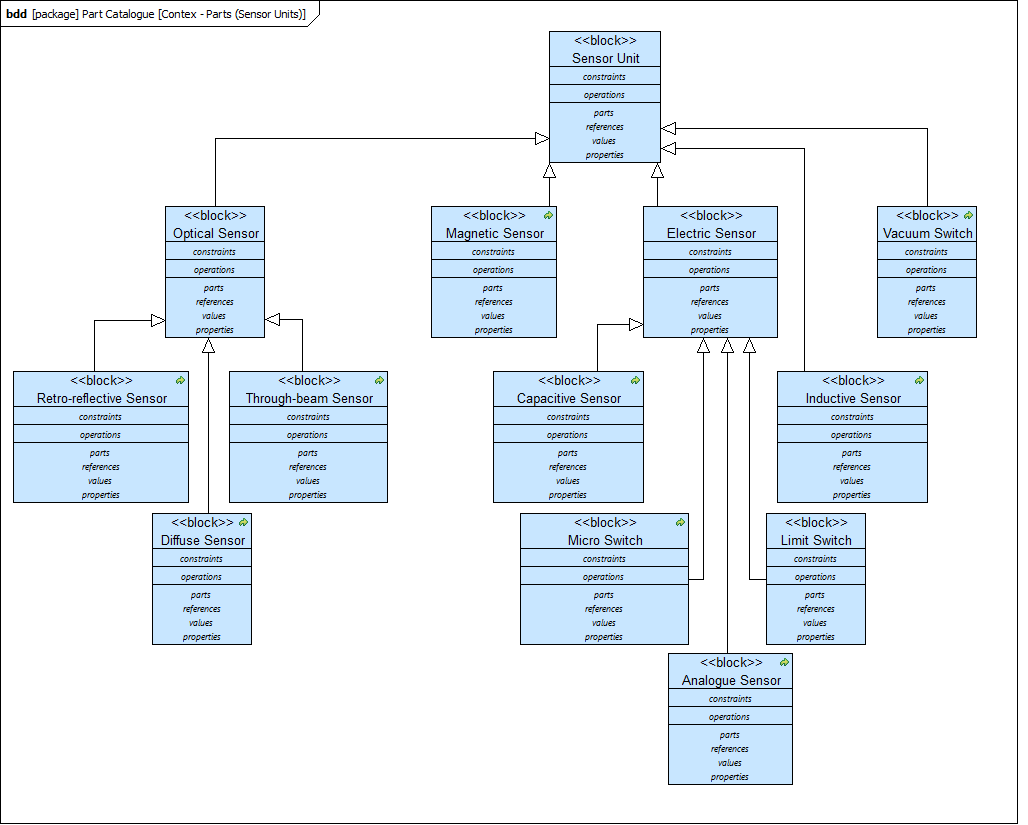 bdd [package] Part Catalogue [Contex - Parts (Sensor Units)]
<<block>>
Sensor Unit
constraints
operations
parts
references
values
properties
<<block>>
Optical Sensor
constraints
operations
parts
references
values
properties
<<block>>
Magnetic Sensor
constraints
operations
parts
references
values
properties
<<block>>
Electric Sensor
constraints
operations
parts
references
values
properties
<<block>>
Vacuum Switch
constraints
operations
parts
references
values
properties
<<block>>
Retro-reflective Sensor
constraints
operations
parts
references
values
properties
<<block>>
Through-beam Sensor
constraints
operations
parts
references
values
properties
<<block>>
Capacitive Sensor
constraints
operations
parts
references
values
properties
<<block>>
Inductive Sensor
constraints
operations
parts
references
values
properties
<<block>>
Diffuse Sensor
constraints
operations
parts
references
values
properties
<<block>>
Micro Switch
constraints
operations
parts
references
values
properties
<<block>>
Limit Switch
constraints
operations
parts
references
values
properties
<<block>>
Analogue Sensor
constraints
operations
parts
references
values
properties